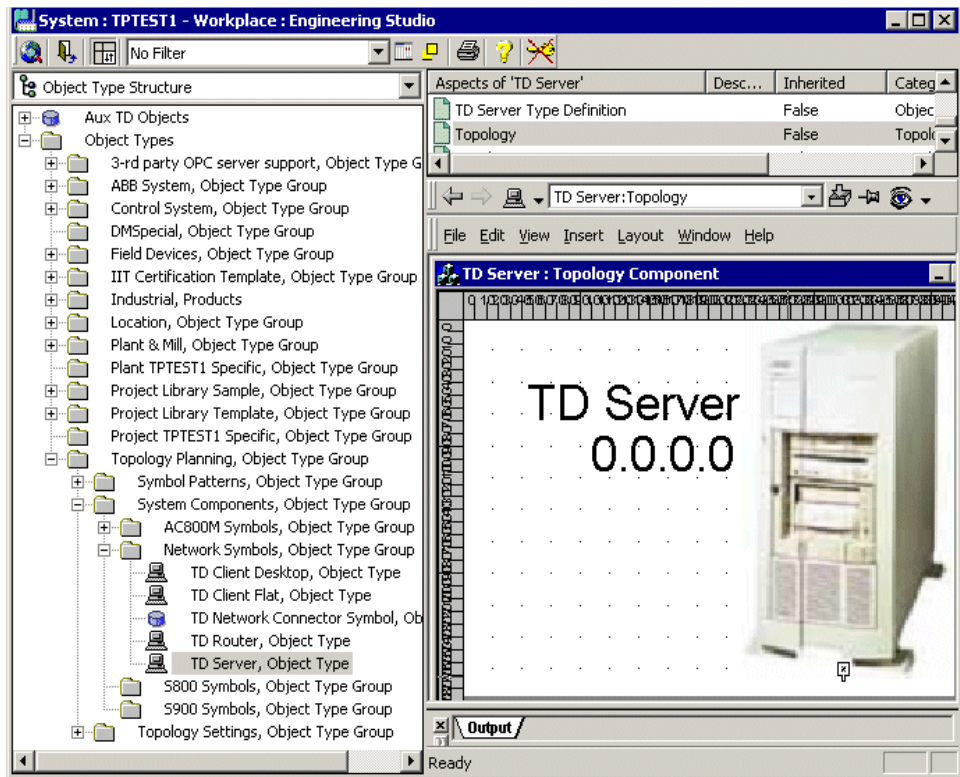 System : TPTEST1 - Workplace : Engineering Studio
No Filter
Object Type Structure
Aux TD Objects
Object Types
3-rd party OPC server support, Object Type G
ABB System, Object Type Group
Control System, Object Type Group
DMSpecial, Object Type Group
Field Devices, Object Type Group
IIT Certification Template, Object Type Group
Industrial, Products
Location, Object Type Group
Plant & Mill, Object Type Group
Plant TPTEST1 Specific, Object Type Group
Project Library Sample, Object Type Group
Project Library Template, Object Type Group
Project TPTEST1 Specific, Object Type Group
Topology Planning, Object Type Group
Symbol Patterns, Object Type Group
System Components, Object Type Group
AC800M Symbols, Object Type Group
Network Symbols, Object Type Group
TD Client Desktop, Object Type
TD Client Flat, Object Type
TD Network Connector Symbol, Ob
TD Router, Object Type
TD Server, Object Type
S800 Symbols, Object Type Group
S900 Symbols, Object Type Group
Topology Settings, Object Type Group
Aspects of 'TD Server' Desc... Inherited Categ
TD Server Type Definition False Objec
Topology False Topolo
TD Server:Topology
File Edit View Insert Layout Window Help
TD Server : Topology Component
TD Server
0.0.0.0
Output
Ready